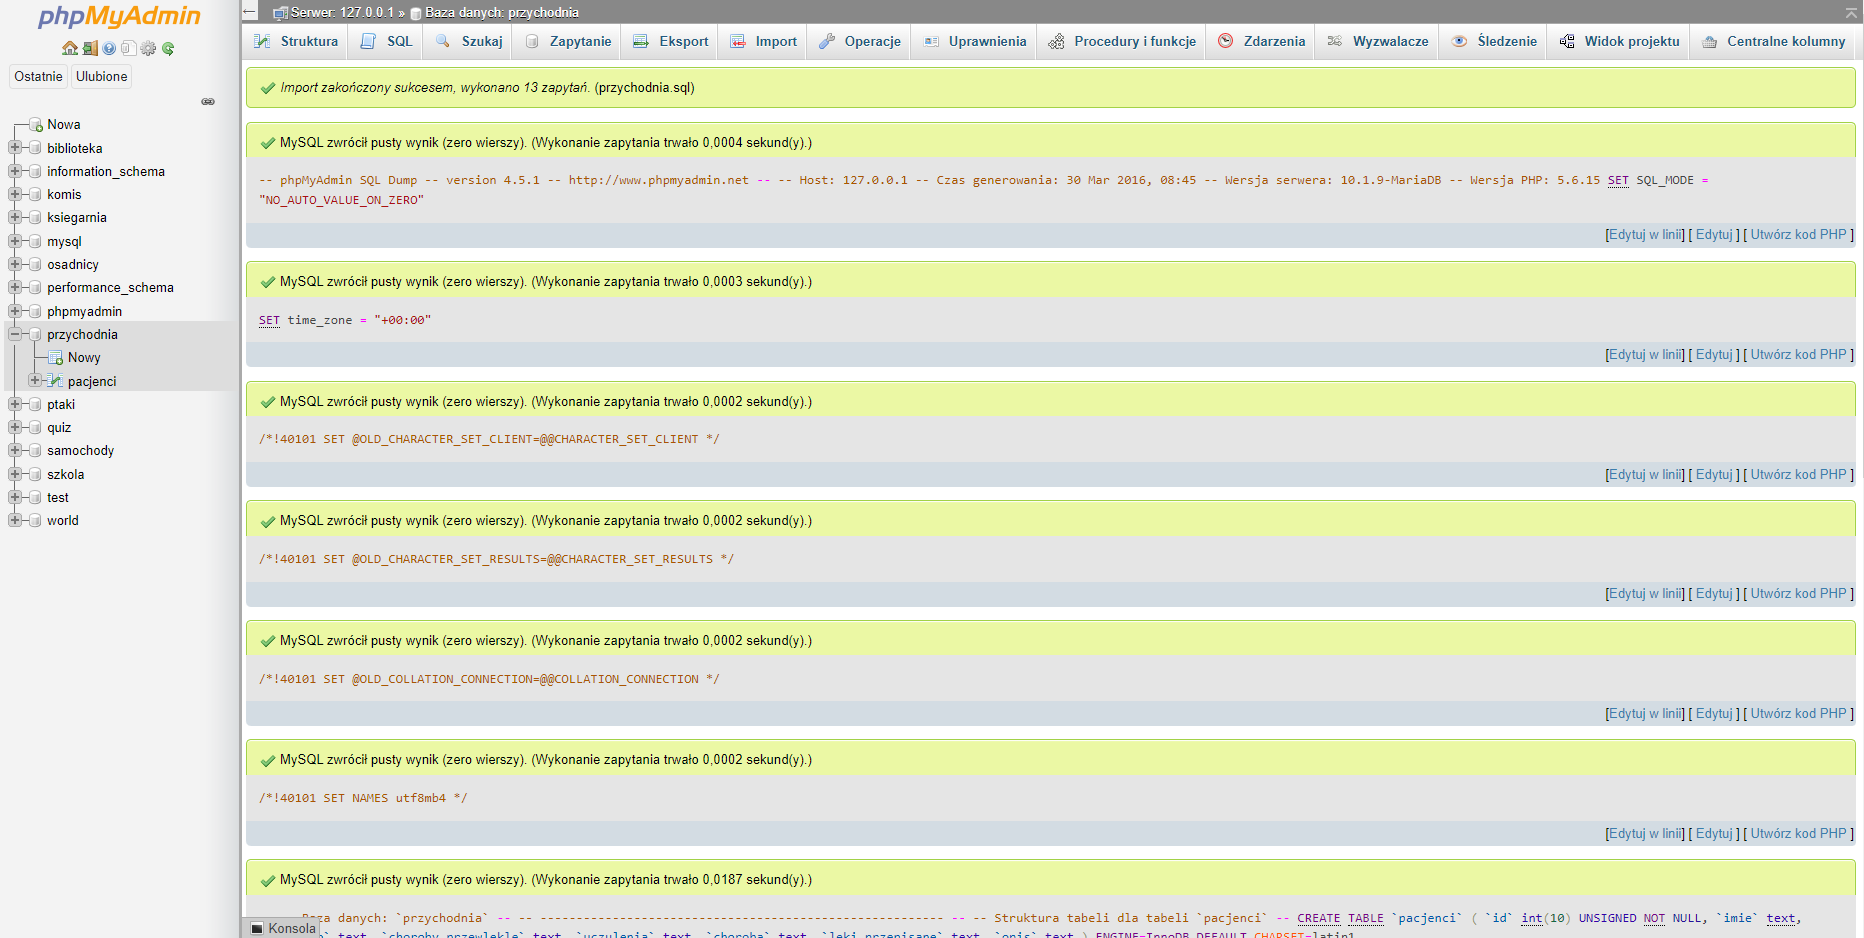 phpMyAdmin
Ostatnie Ulubione
Nowa
biblioteka
information_schema
komis
ksiegarnia
mysql
osadnicy
performance_schema
phpmyadmin
przychodnia
Nowy
pacjenci
ptaki
quiz
samochody
szkola
test
world
Serwer: 127.0.0.1 » Baza danych: przychodnia
Struktura SQL Szukaj Zapytanie Eksport Import Operacje Uprawnienia Procedury i funkcje Zdarzenia Wyzwalacze Śledzenie Widok projektu Centralne kolumny
Import zakończony sukcesem, wykonano 13 zapytań. (przychodnia.sql)
MySQL zwrócił pusty wynik (zero wierszy). (Wykonanie zapytania trwało 0,0004 sekund(y).)
-- phpMyAdmin SQL Dump -- version 4.5.1 -- http://www.phpmyadmin.net -- -- Host: 127.0.0.1 -- Czas generowania: 30 Mar 2016, 08:45 -- Wersja serwera: 10.1.9-MariaDB -- Wersja PHP: 5.6.15 SET SQL_MODE =
"NO_AUTO_VALUE_ON_ZERO"
[Edytuj w linii] [ Edytuj ] [ Utwórz kod PHP ]
MySQL zwrócił pusty wynik (zero wierszy). (Wykonanie zapytania trwało 0,0003 sekund(y).)
SET time_zone = "+00:00"
[Edytuj w linii] [ Edytuj ] [ Utwórz kod PHP ]
MySQL zwrócił pusty wynik (zero wierszy). (Wykonanie zapytania trwało 0,0002 sekund(y).)
/*!40101 SET @OLD_CHARACTER_SET_CLIENT=@@CHARACTER_SET_CLIENT */
[Edytuj w linii] [ Edytuj ] [ Utwórz kod PHP ]
MySQL zwrócił pusty wynik (zero wierszy). (Wykonanie zapytania trwało 0,0002 sekund(y).)
/*!40101 SET @OLD_CHARACTER_SET_RESULTS=@@CHARACTER_SET_RESULTS */
[Edytuj w linii] [ Edytuj ] [ Utwórz kod PHP ]
MySQL zwrócił pusty wynik (zero wierszy). (Wykonanie zapytania trwało 0,0002 sekund(y).)
/*!40101 SET @OLD_COLLATION_CONNECTION=@@COLLATION_CONNECTION */
[Edytuj w linii] [ Edytuj ] [ Utwórz kod PHP ]
MySQL zwrócił pusty wynik (zero wierszy). (Wykonanie zapytania trwało 0,0002 sekund(y).)
/*!40101 SET NAMES utf8mb4 */
[Edytuj w linii] [ Edytuj ] [ Utwórz kod PHP ]
MySQL zwrócił pusty wynik (zero wierszy). (Wykonanie zapytania trwało 0,0187 sekund(y).)
Baza danych: `przychodnia` -- -- -------------------------------------------------------- -- -- Struktura tabeli dla tabeli `pacjenci` -- CREATE TABLE `pacjenci` ( `id` int(10) UNSIGNED NOT NULL, `imie` text,
text, `choroby_przewlekle` text, `uczulenia` text, `choroba` text, `leki_przepisane` text, `opis` text ) ENGINE=InnoDB DEFAULT CHARSET=latin1
Konsola